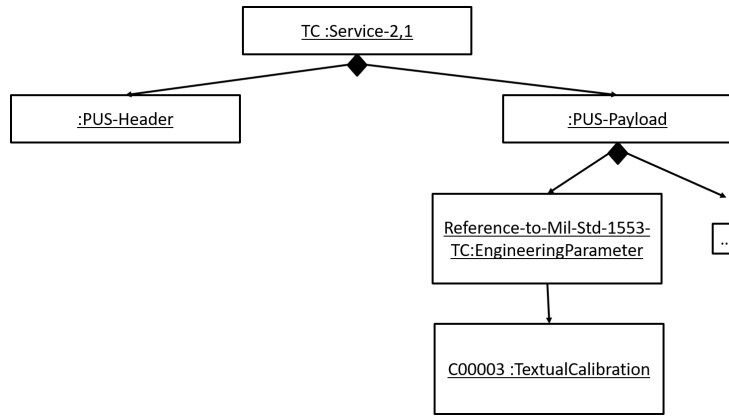 TC :Service-2,1
:PUS-Header
:PUS-Payload
Reference-to-Mil-Std-1553-
TC:EngineeringParameter
..
C00003 :TextualCalibration